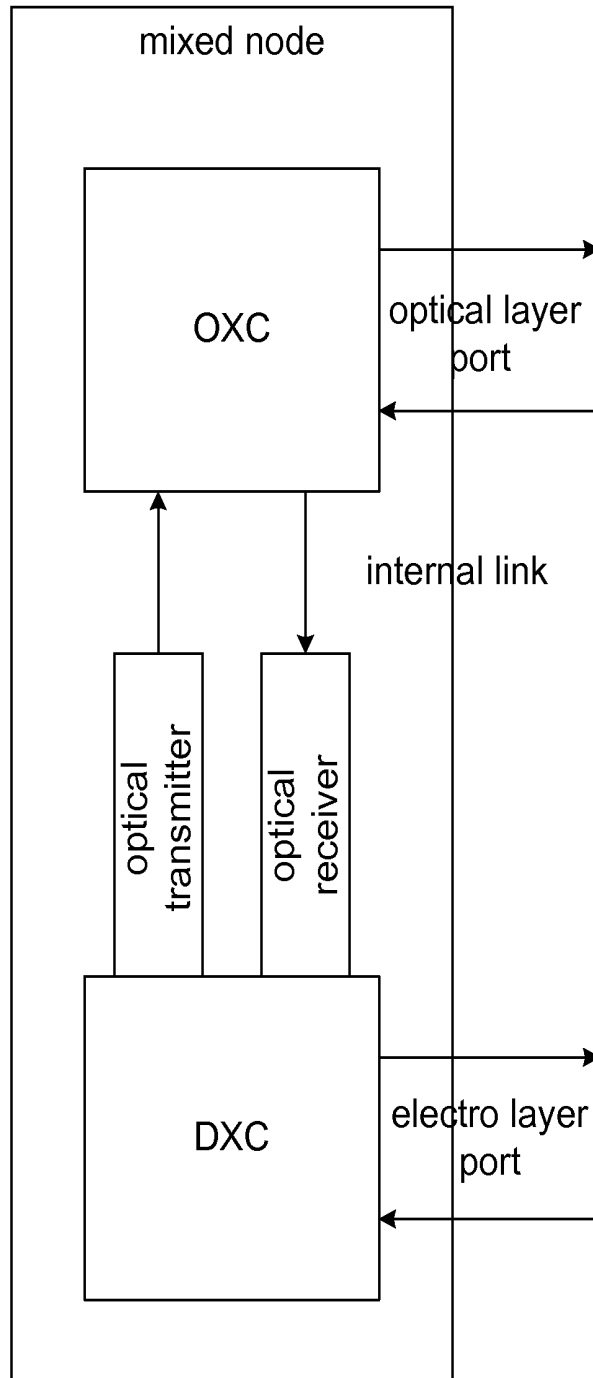 mixed node
OXC
optical layer
port
internal link
optical
transmitter
optical
receiver
DXC
electro layer
port